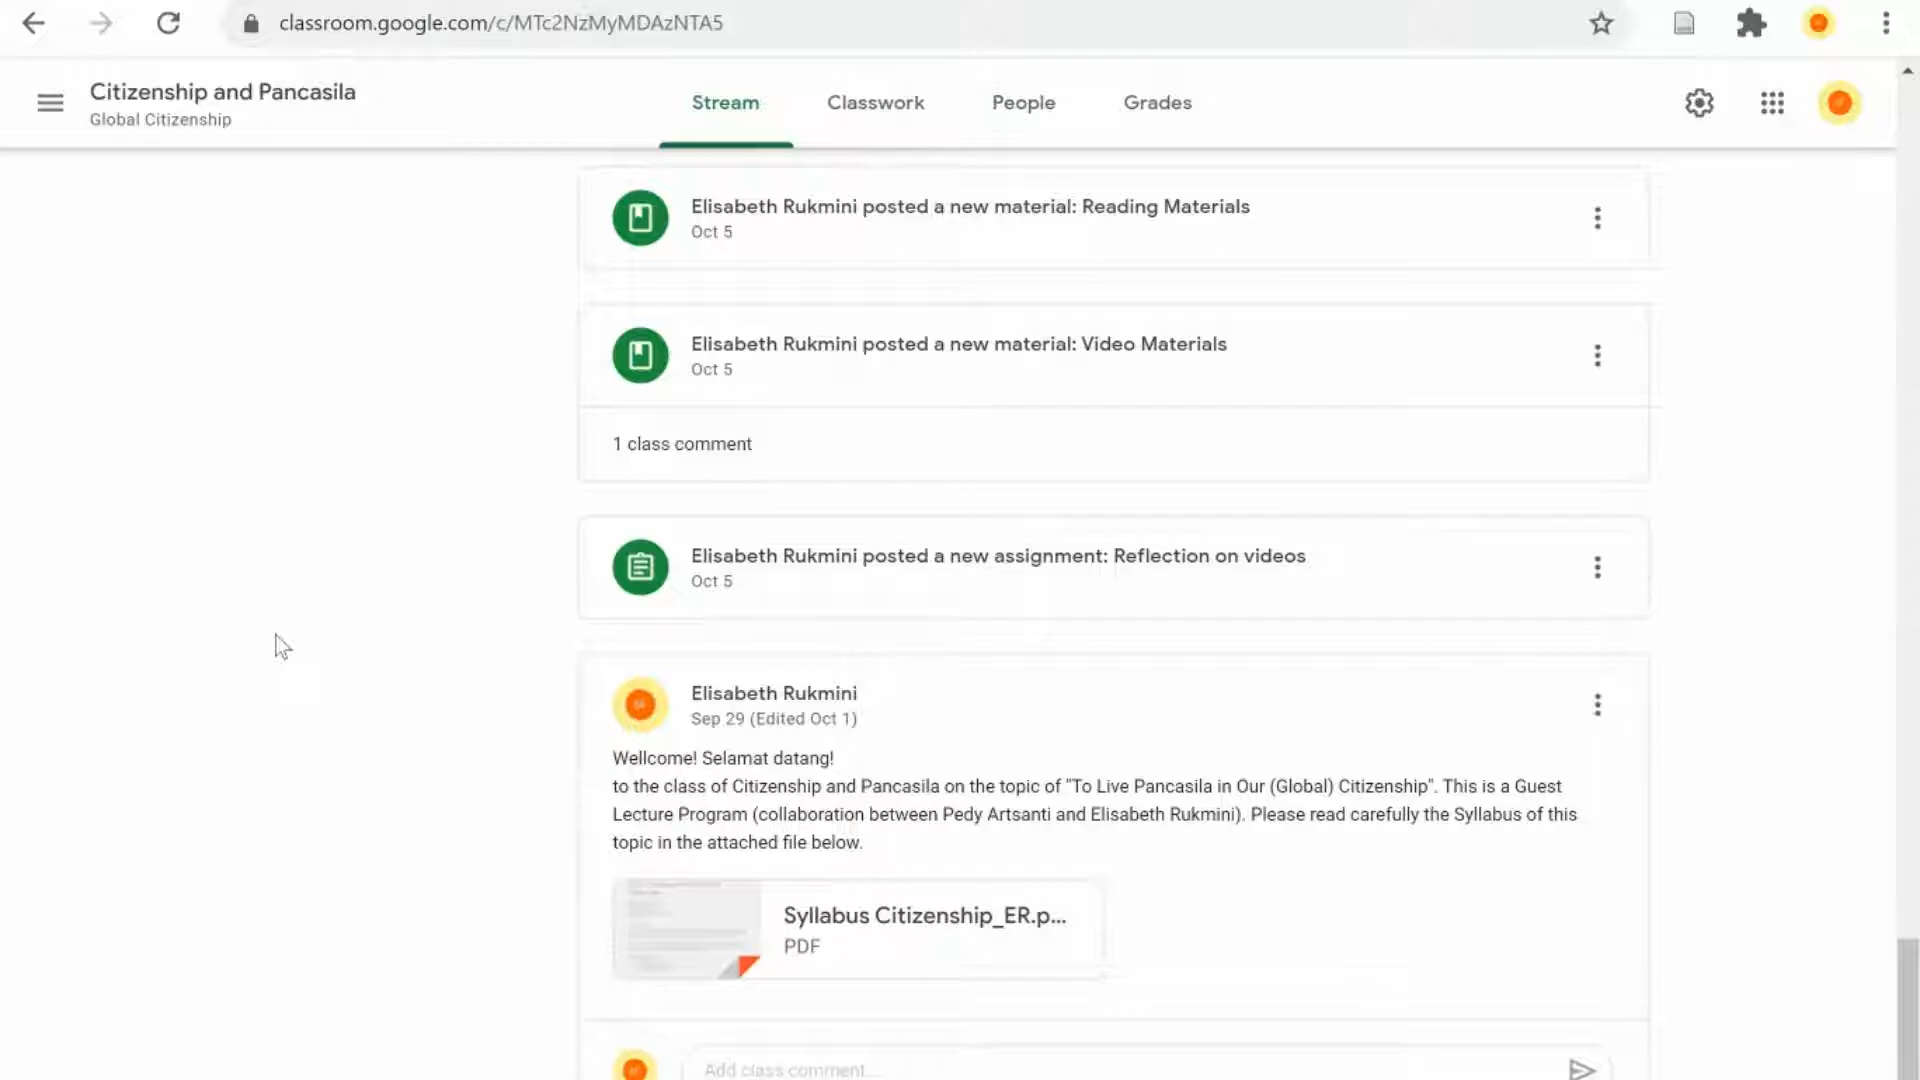 classroom.google.com/c/MTc2NzMyMDAzNTA5
Citizenship and Pancasila
Global Citizenship
Stream
Classwork
People
Grades
Elisabeth Rukmini posted a new material: Reading Materials
Oct 5
Elisabeth Rukmini posted a new material: Video Materials
Oct 5
1 class comment
Elisabeth Rukmini posted a new assignment: Reflection on videos
Oct 5
Elisabeth Rukmini
Sep 29 (Edited Oct 1)
Wellcome! Selamat datang!
to the class of Citizenship and Pancasila on the topic of "To Live Pancasila in Our (Global) Citizenship". This is a Guest
Lecture Program (collaboration between Pedy Artsanti and Elisabeth Rukmini). Please read carefully the Syllabus of this
topic in the attached file below.
Syllabus Citizenship_ER.p...
PDF
Add class comment...